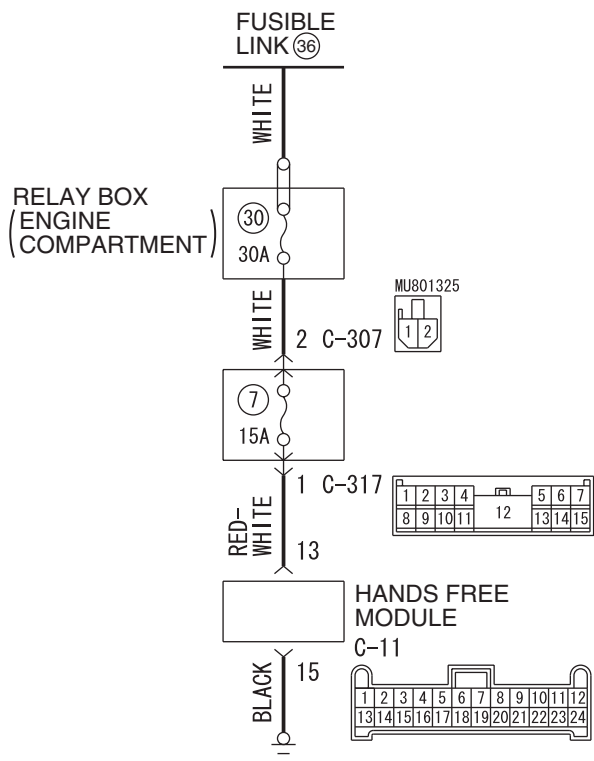 FUSIBLE
LINK 36
WHITE
RELAY BOX
(ENGINE
COMPARTMENT)
30
30A
WHITE
2 C-307
MU801325
1 2
7
15A
1 C-317
1 2 3 4 5 6 7
8 9 10 11 12 13 14 15
RED-
WHITE
13
HANDS FREE
MODULE
C-11
15
BLACK
1 2 3 4 5 6 7 8 9 10 11 12
13 14 15 16 17 18 19 20 21 22 23 24